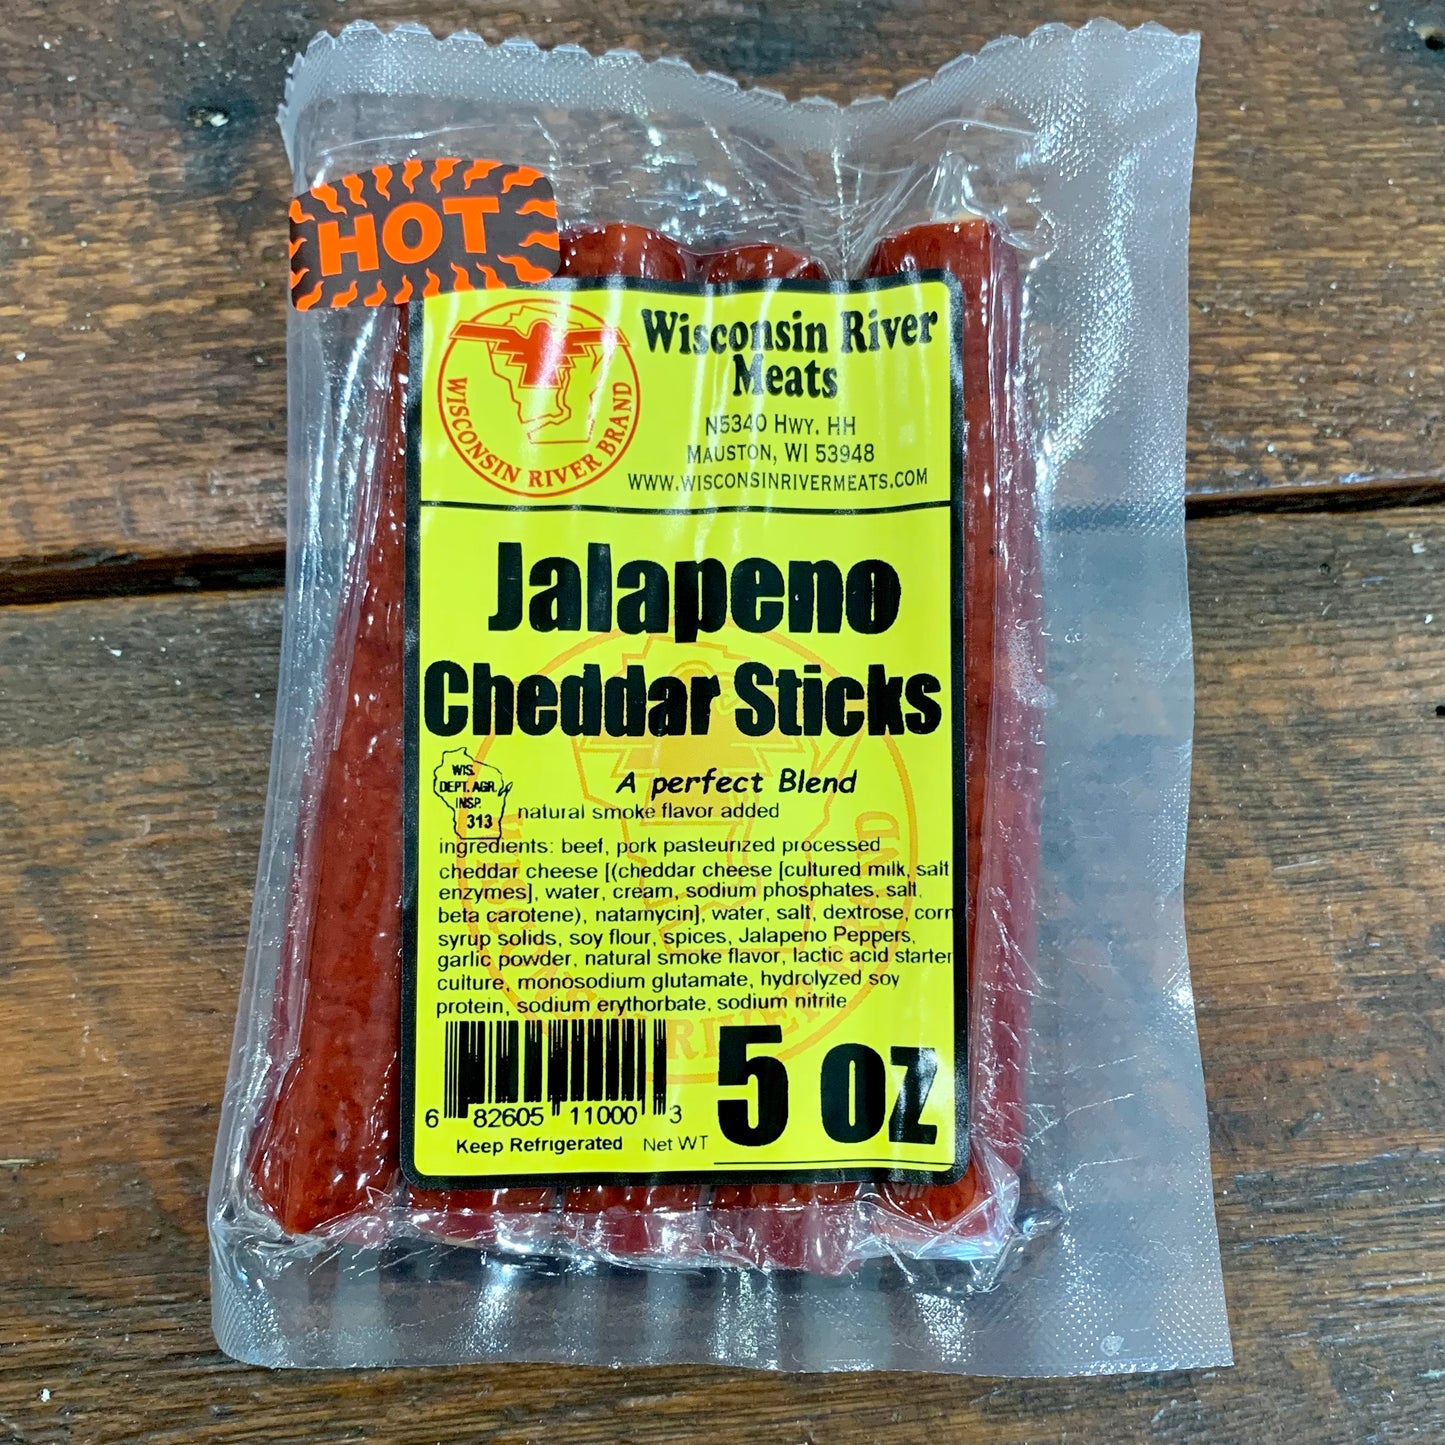 HOT
WISCONSIN RIVER BRAND
Wisconsin River
Meats
N5340 HWY. HH
MAUSTON, WI 53948
WWW.WISCONSINRIVERMEATS.COM
Jalapeno
Cheddar Sticks
A perfect Blend
WIS.
DEPT. AGR.
INSP.
313
natural smoke flavor added
ingredients: beef, pork pasteurized processed
cheddar cheese [(cheddar cheese [cultured milk, salt
enzymes], water, cream, sodium phosphates, salt,
beta carotene), natamycin], water, salt, dextrose, corn
syrup solids, soy flour, spices, Jalapeno Peppers,
garlic powder, natural smoke flavor, lactic acid starter
culture, monosodium glutamate, hydrolyzed soy
protein, sodium erythorbate, sodium nitrite
6 82605 11000 3
Keep Refrigerated
Net WT 5 oz